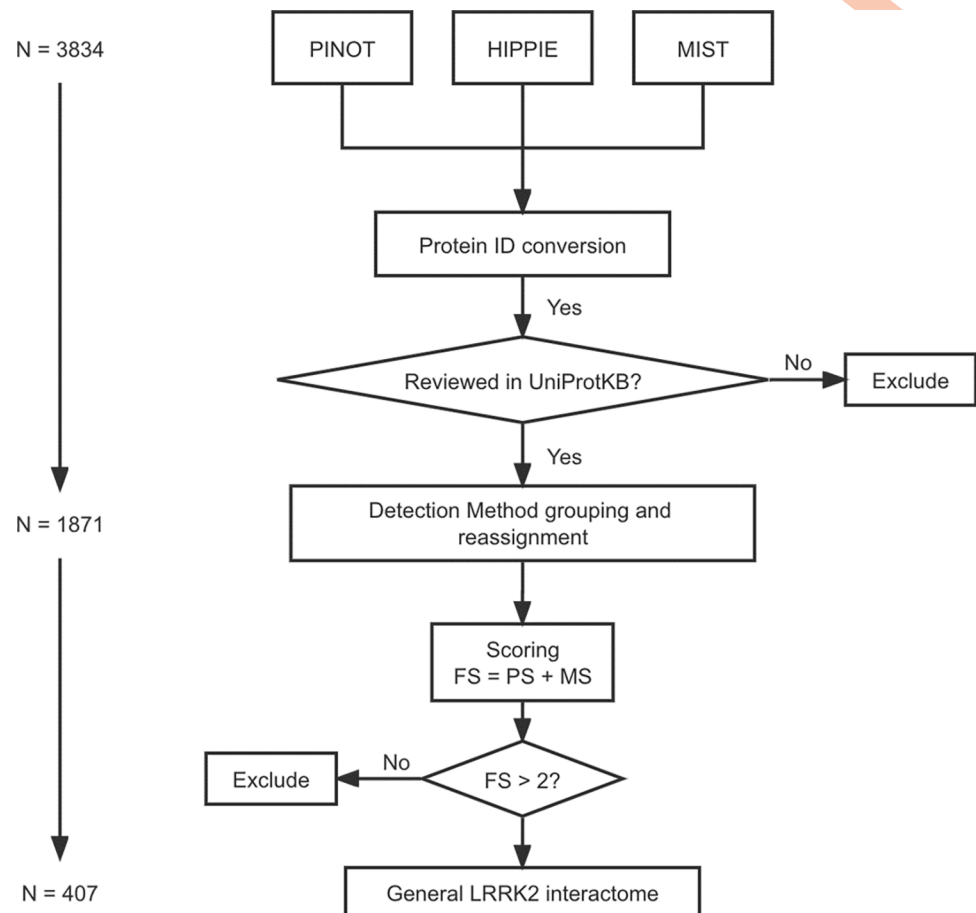 N = 3834
PINOT
HIPPIE
MIST
Protein ID conversion
Yes
Reviewed in UniProtKB?
No
Exclude
Yes
N = 1871
Detection Method grouping and
reassignment
Scoring
FS = PS + MS
Exclude
No
FS > 2?
N = 407
General LRRK2 interactome